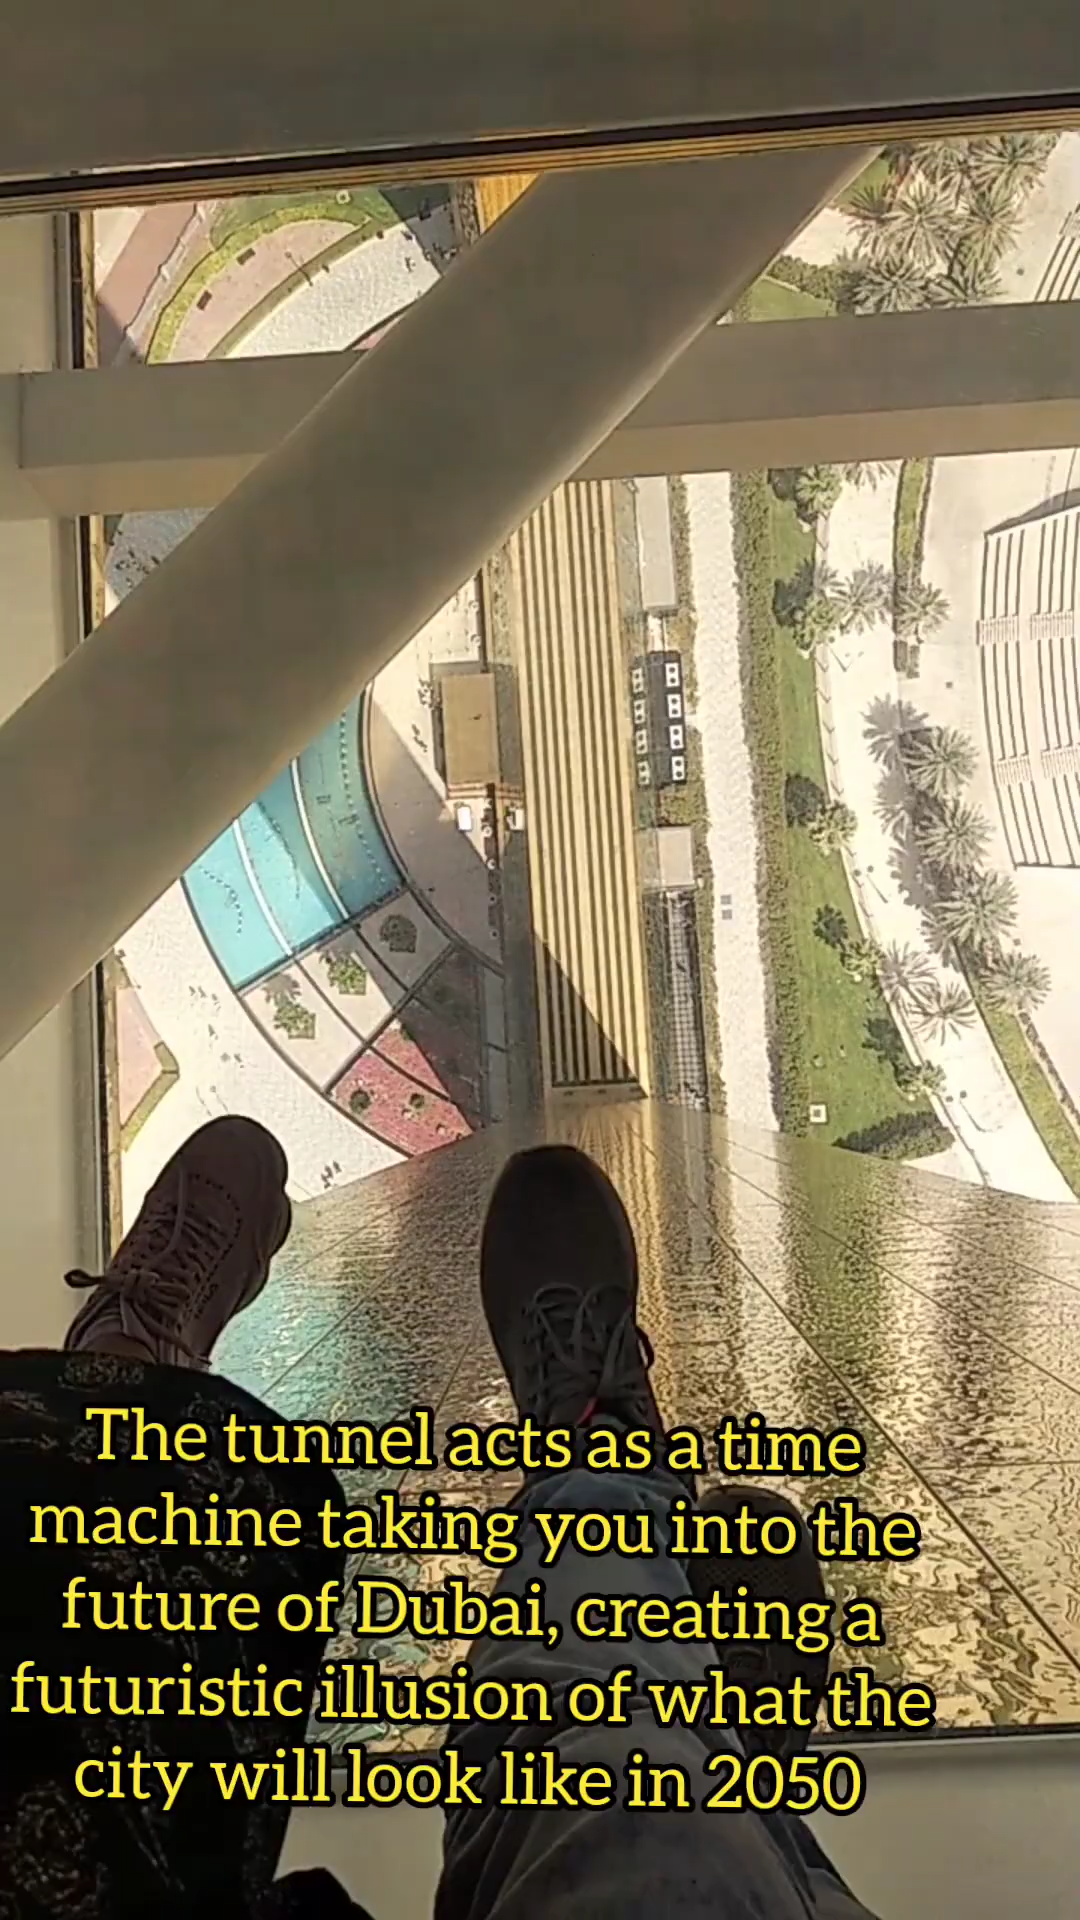 The tunnel acts as a time
machine taking you into the
future of Dubai, creating a
futuristic illusion of what the
city will look like in 2050